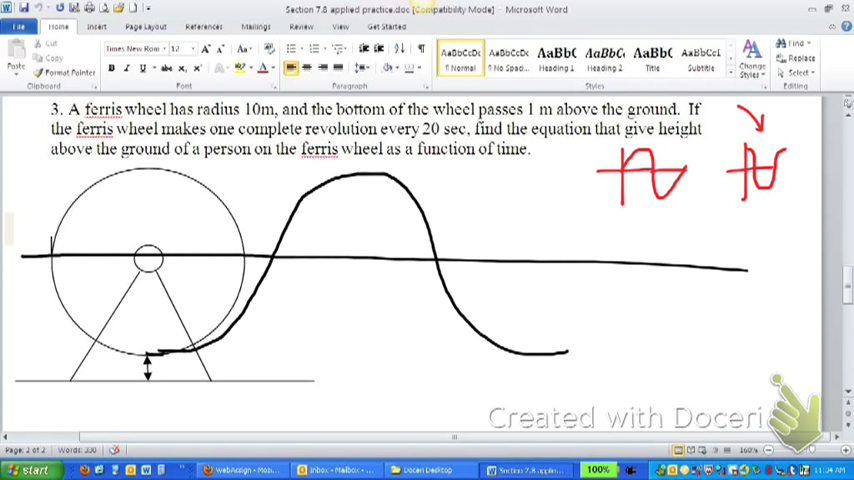 Section 7.8 applied practice.doc [Compatibility Mode] - Microsoft Word
File Home Insert Page Layout References Mailings Review View Get Started
Paste
Cut
Copy
Format Painter
Clipboard
Times New Rom 12
B I U
Font
Paragraph
AaBbCcDc AaBbCcDc AaBbC AaBbC AaBbC AaBbCcL
¶ Normal ¶ No Spaci... Heading 1 Heading 2 Title Subtitle
Styles
Change Styles
Find
Replace
Select
Editing
3. A ferris wheel has radius 10m, and the bottom of the wheel passes 1 m above the ground. If
the ferris wheel makes one complete revolution every 20 sec, find the equation that give height
above the ground of a person on the ferris wheel as a function of time.
Created with Doceri
Page: 2 of 2 Words: 330 160%
start WebAssign - Moz... Inbox - Mailbox -... Doceri Desktop Section 7.8 applie... 100% 11:04 AM